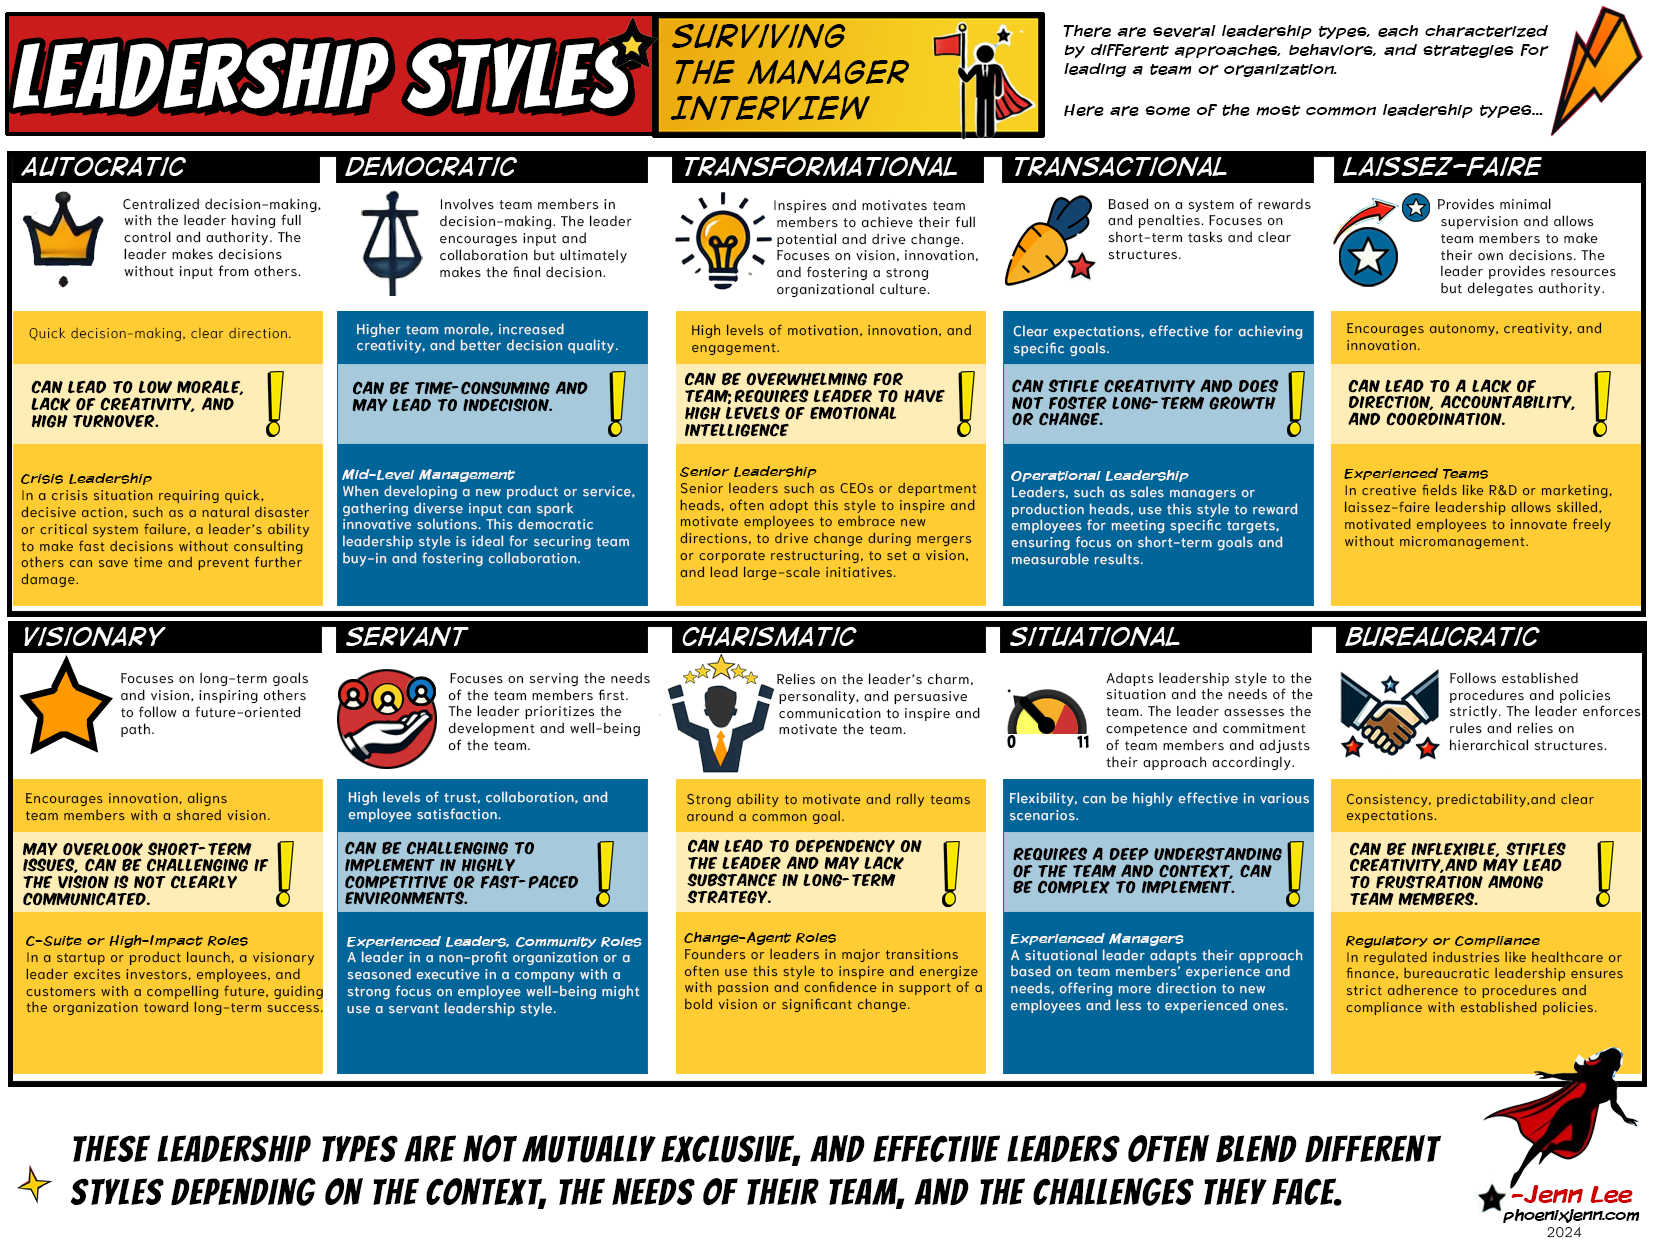 LEADERSHIP STYLES
SURVIVING
THE MANAGER
INTERVIEW
There are several leadership types, each characterized
by different approaches, behaviors, and strategies for
leading a team or organization.
Here are some of the most common leadership types...
AUTOCRATIC
Centralized decision-making,
with the leader having full
control and authority. The
leader makes decisions
without input from others.
Quick decision-making, clear direction.
CAN LEAD TO LOW MORALE,
LACK OF CREATIVITY, AND
HIGH TURNOVER.
Crisis Leadership
In a crisis situation requiring quick,
decisive action, such as a natural disaster
or critical system failure, a leader's ability
to make fast decisions without consulting
others can save time and prevent further
damage.
DEMOCRATIC
Involves team members in
decision-making. The leader
encourages input and
collaboration but ultimately
makes the final decision.
Higher team morale, increased
creativity, and better decision quality.
CAN BE TIME-CONSUMING AND
MAY LEAD TO INDECISION.
Mid-Level Management
When developing a new product or service,
gathering diverse input can spark
innovative solutions. This democratic
leadership style is ideal for securing team
buy-in and fostering collaboration.
TRANSFORMATIONAL
Inspires and motivates team
members to achieve their full
potential and drive change.
Focuses on vision, innovation,
and fostering a strong
organizational culture.
High levels of motivation, innovation, and
engagement.
CAN BE OVERWHELMING FOR
TEAM;REQUIRES LEADER TO HAVE
HIGH LEVELS OF EMOTIONAL
INTELLIGENCE
Senior Leadership
Senior leaders such as CEOs or department
heads, often adopt this style to inspire and
motivate employees to embrace new
directions, to drive change during mergers
or corporate restructuring, to set a vision,
and lead large-scale initiatives.
TRANSACTIONAL
Based on a system of rewards
and penalties. Focuses on
short-term tasks and clear
structures.
Clear expectations, effective for achieving
specific goals.
CAN STIFLE CREATIVITY AND DOES
NOT FOSTER LONG-TERM GROWTH
OR CHANGE.
Operational Leadership
Leaders, such as sales managers or
production heads, use this style to reward
employees for meeting specific targets,
ensuring focus on short-term goals and
measurable results.
LAISSEZ-FAIRE
Provides minimal
supervision and allows
team members to make
their own decisions. The
leader provides resources
but delegates authority.
Encourages autonomy, creativity, and
innovation.
CAN LEAD TO A LACK OF
DIRECTION, ACCOUNTABILITY,
AND COORDINATION.
Experienced Teams
In creative fields like R&D or marketing,
laissez-faire leadership allows skilled,
motivated employees to innovate freely
without micromanagement.
VISIONARY
Focuses on long-term goals
and vision, inspiring others
to follow a future-oriented
path.
Encourages innovation, aligns
team members with a shared vision.
MAY OVERLOOK SHORT-TERM
ISSUES, CAN BE CHALLENGING IF
THE VISION IS NOT CLEARLY
COMMUNICATED.
C-Suite or High-Impact Roles
In a startup or product launch, a visionary
leader excites investors, employees, and
customers with a compelling future, guiding
the organization toward long-term success.
SERVANT
Focuses on serving the needs
of the team members first.
The leader prioritizes the
development and well-being
of the team.
High levels of trust, collaboration, and
employee satisfaction.
CAN BE CHALLENGING TO
IMPLEMENT IN HIGHLY
COMPETITIVE OR FAST-PACED
ENVIRONMENTS.
Experienced Leaders, Community Roles
A leader in a non-profit organization or a
seasoned executive in a company with a
strong focus on employee well-being might
use a servant leadership style.
CHARISMATIC
Relies on the leader's charm,
personality, and persuasive
communication to inspire and
motivate the team.
Strong ability to motivate and rally teams
around a common goal.
CAN LEAD TO DEPENDENCY ON
THE LEADER AND MAY LACK
SUBSTANCE IN LONG-TERM
STRATEGY.
Change-Agent Roles
Founders or leaders in major transitions
often use this style to inspire and energize
with passion and confidence in support of a
bold vision or significant change.
SITUATIONAL
0 11
Adapts leadership style to the
situation and the needs of the
team. The leader assesses the
competence and commitment
of team members and adjusts
their approach accordingly.
Flexibility, can be highly effective in various
scenarios.
REQUIRES A DEEP UNDERSTANDING
OF THE TEAM AND CONTEXT, CAN
BE COMPLEX TO IMPLEMENT.
Experienced Managers
A situational leader adapts their approach
based on team members' experience and
needs, offering more direction to new
employees and less to experienced ones.
BUREAUCRATIC
Follows established
procedures and policies
strictly. The leader enforces
rules and relies on
hierarchical structures.
Consistency, predictability,and clear
expectations.
CAN BE INFLEXIBLE, STIFLES
CREATIVITY,AND MAY LEAD
TO FRUSTRATION AMONG
TEAM MEMBERS.
Regulatory or Compliance
In regulated industries like healthcare or
finance, bureaucratic leadership ensures
strict adherence to procedures and
compliance with established policies.
THESE LEADERSHIP TYPES ARE NOT MUTUALLY EXCLUSIVE, AND EFFECTIVE LEADERS OFTEN BLEND DIFFERENT
STYLES DEPENDING ON THE CONTEXT, THE NEEDS OF THEIR TEAM, AND THE CHALLENGES THEY FACE.
-Jenn Lee
phoenixjenn.com
2024